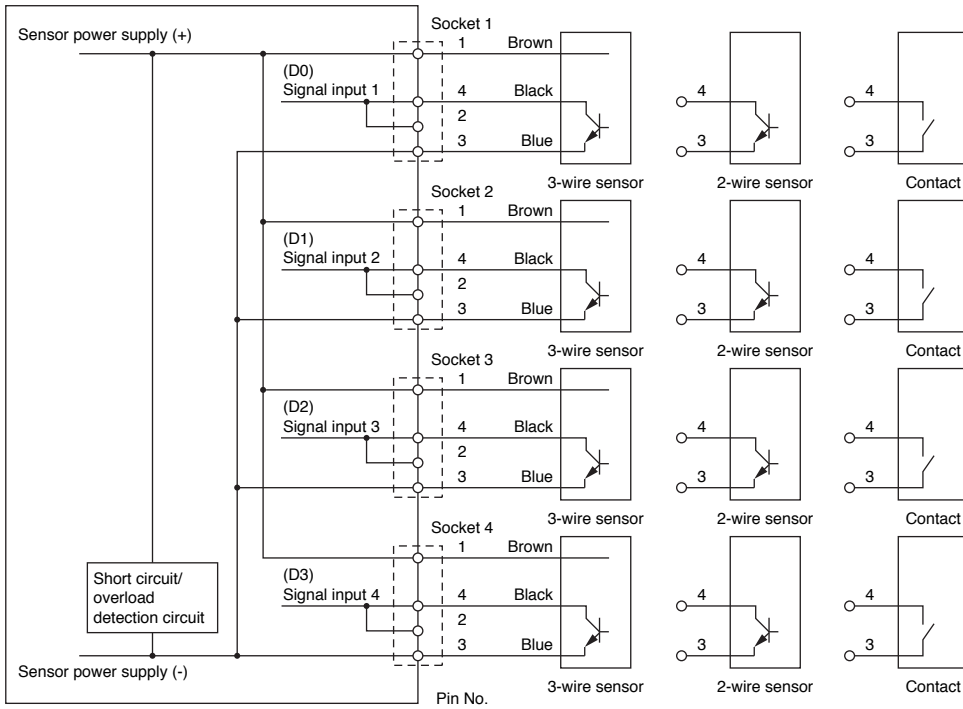 Socket 1
Sensor power supply (+)
1 Brown
(D0)
Signal input 1
4 Black
2
3 Blue
4
3
4
3
3-wire sensor 2-wire sensor Contact
Socket 2
1 Brown
(D1)
Signal input 2
4 Black
2
3 Blue
4
3
4
3
3-wire sensor 2-wire sensor Contact
Socket 3
1 Brown
(D2)
Signal input 3
4 Black
2
3 Blue
4
3
4
3
3-wire sensor 2-wire sensor Contact
Socket 4
1 Brown
(D3)
Signal input 4
4 Black
2
3 Blue
4
3
4
3
Short circuit/
overload
detection circuit
Sensor power supply (-)
3-wire sensor 2-wire sensor Contact
Pin No.